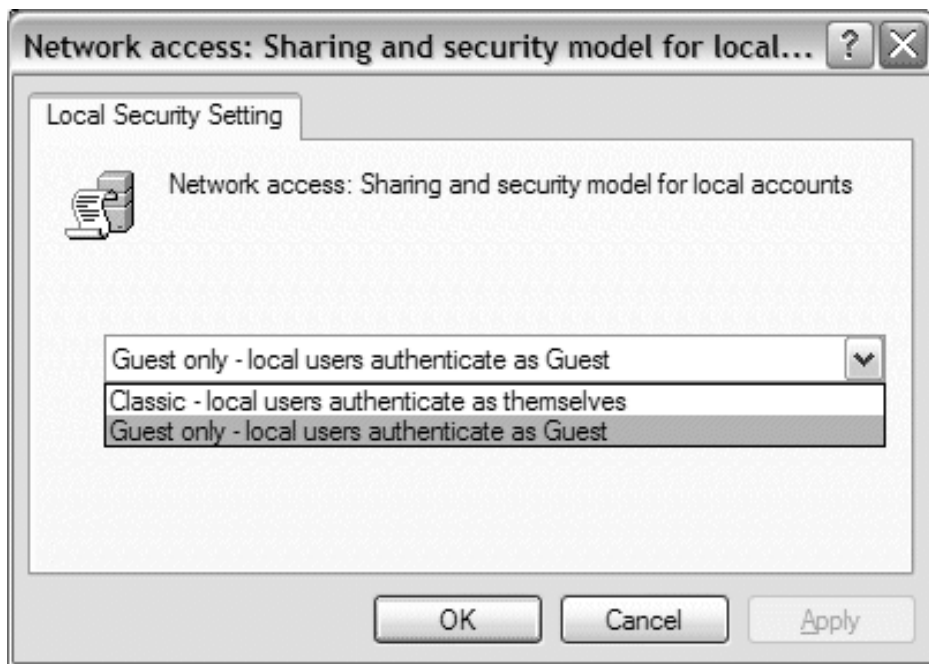 Network access: Sharing and security model for local...
Local Security Setting
Network access: Sharing and security model for local accounts
Guest only - local users authenticate as Guest
Classic - local users authenticate as themselves
Guest only - local users authenticate as Guest
OK Cancel Apply